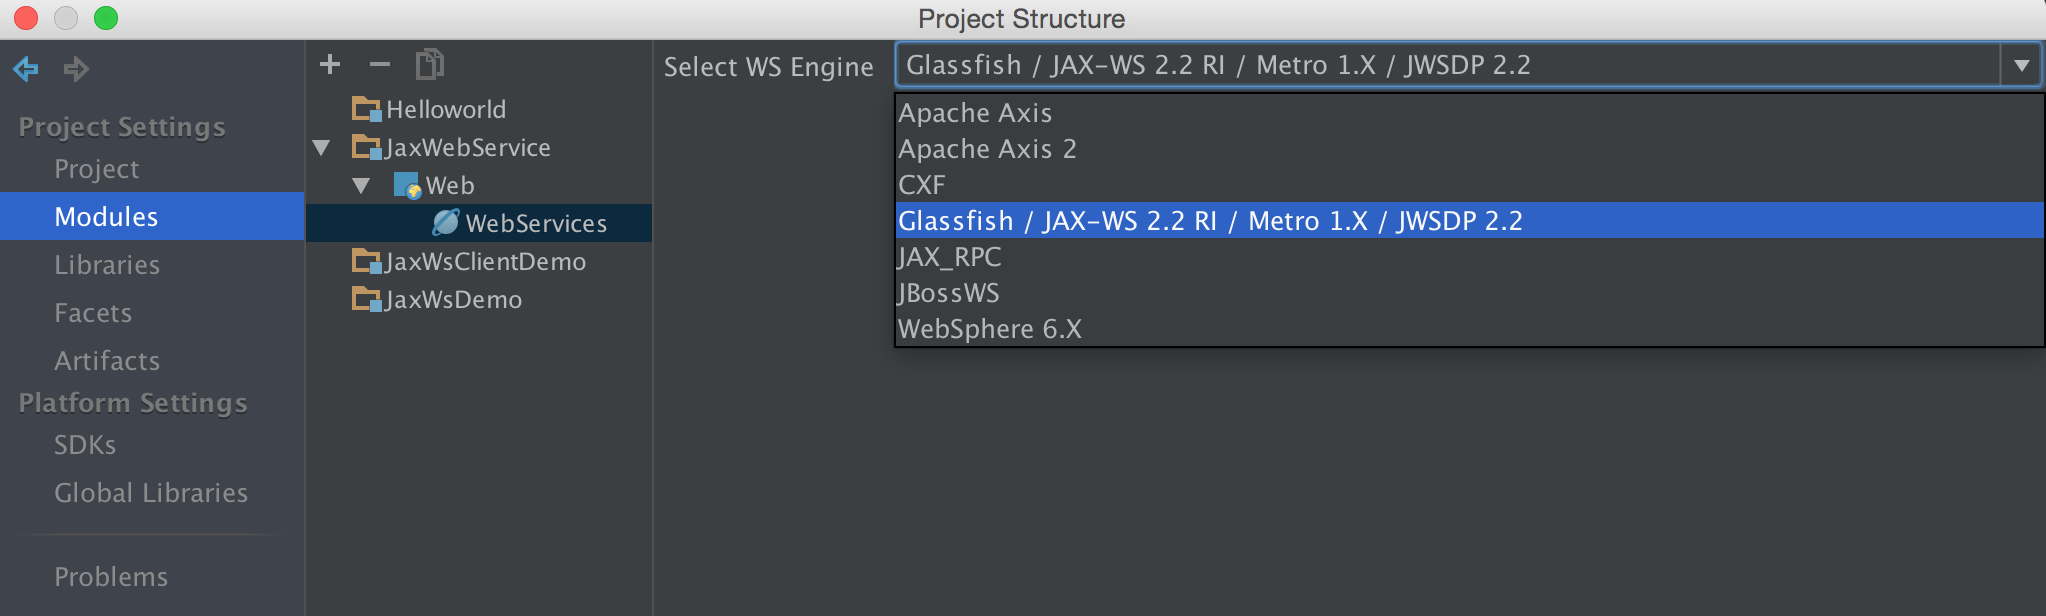 Project Structure
Project Settings
Project
Modules
Libraries
Facets
Artifacts
Platform Settings
SDKs
Global Libraries
Problems
Helloworld
JaxWebService
Web
WebServices
JaxWsClientDemo
JaxWsDemo
Select WS Engine
Glassfish / JAX-WS 2.2 RI / Metro 1.X / JWSDP 2.2
Apache Axis
Apache Axis 2
CXF
Glassfish / JAX-WS 2.2 RI / Metro 1.X / JWSDP 2.2
JAX_RPC
JBossWS
WebSphere 6.X